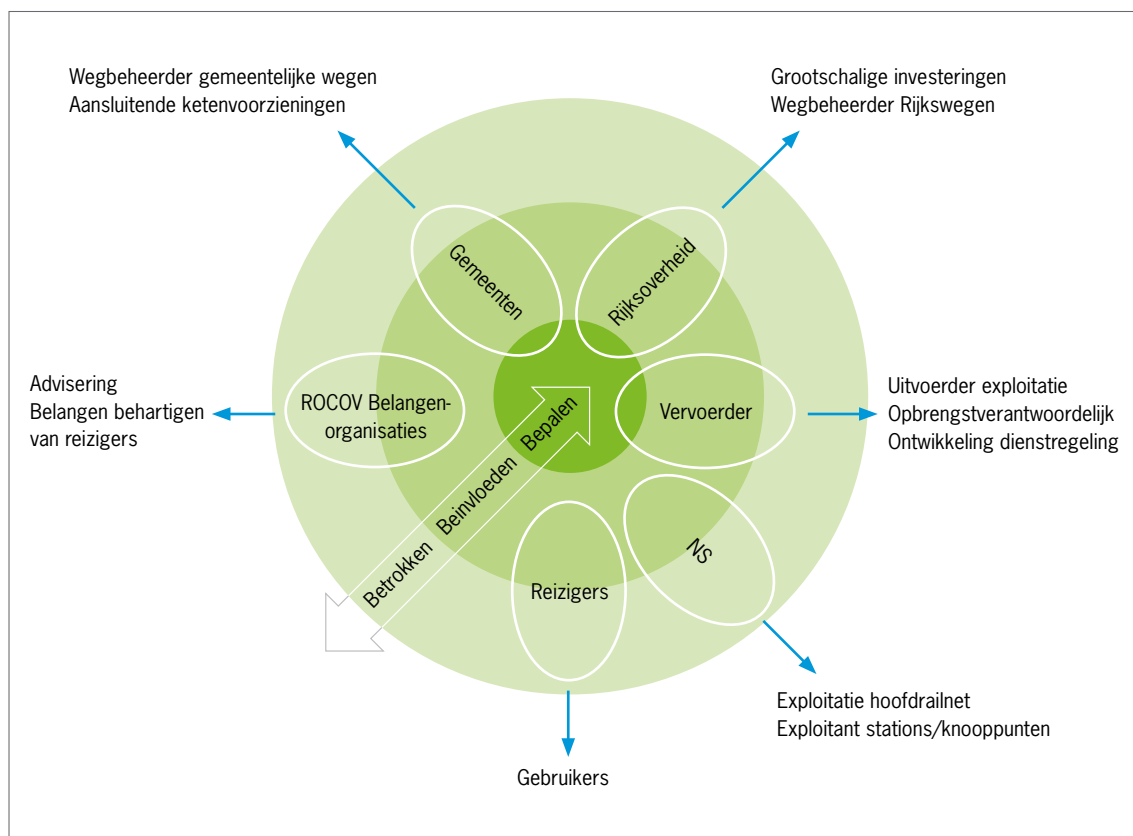 Wegbeheerder gemeentelijke wegen
Aansluitende ketenvoorzieningen
Grootschalige investeringen
Wegbeheerder Rijkswegen
Gemeenten
Rijksoverheid
Advisering
Belangen behartigen
van reizigers
ROCOV Belangen-
organisaties
Vervoerder
Uitvoerder exploitatie
Opbrengstverantwoordelijk
Ontwikkeling dienstregeling
Betrokken Beinvloeden Bepalen
NS
Reizigers
Exploitatie hoofdrailnet
Exploitant stations/knooppunten
Gebruikers